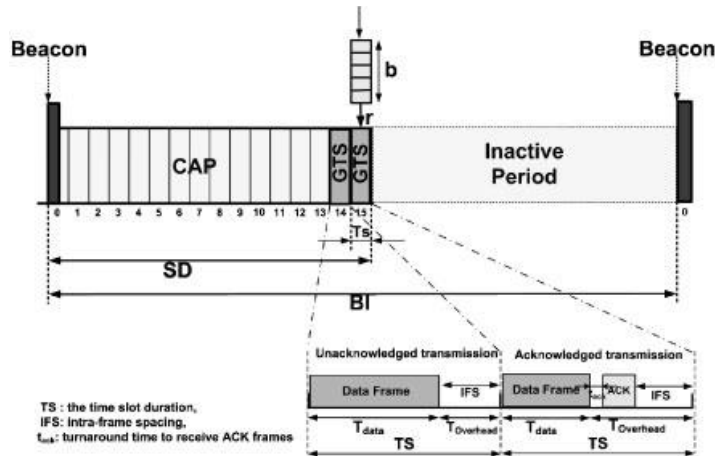 Beacon
Beacon
b
r
CAP
GTS
GTS
Inactive
Period
0 1 2 3 4 5 6 7 8 9 10 11 12 13 14 15 0
Ts
SD
BI
Unacknowledged transmission Acknowledged transmission
Data Frame IFS Data Frame tack ACK IFS
Tdata TOverhead Tdata TOverhead
TS TS
TS : the time slot duration,
IFS: intra-frame spacing,
tack: turnaround time to receive ACK frames